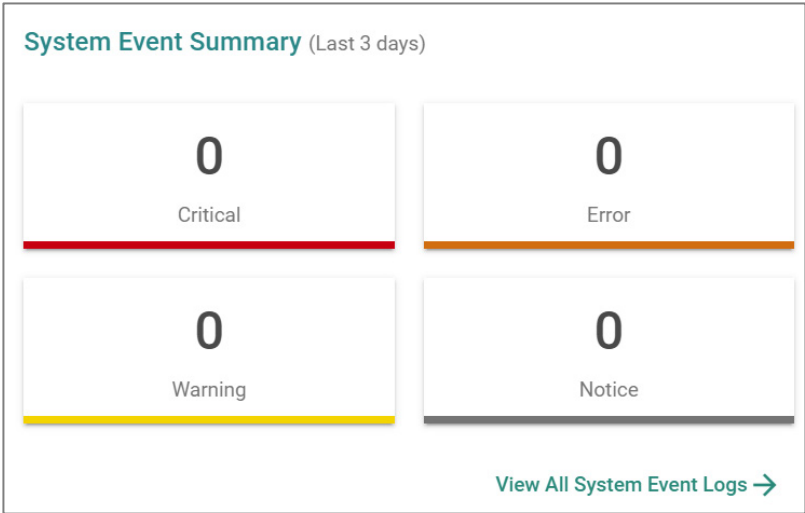 System Event Summary (Last 3 days)
0
Critical
0
Error
0
Warning
0
Notice
View All System Event Logs →